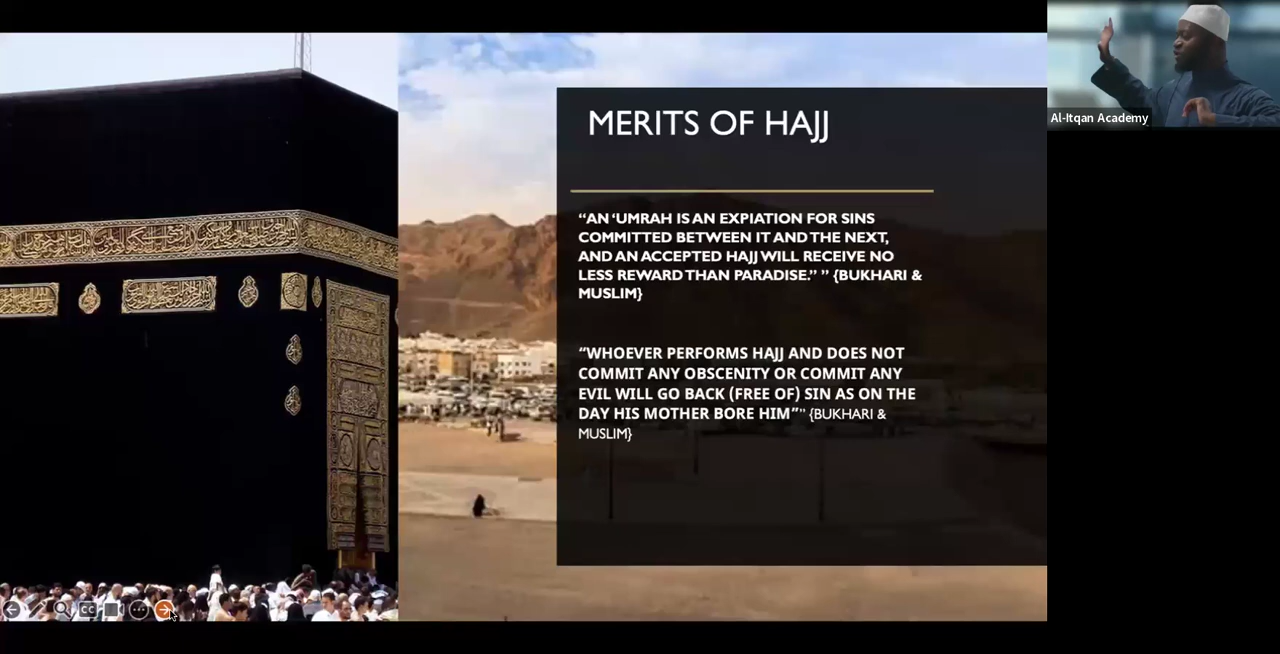 MERITS OF HAJJ
“AN ‘UMRAH IS AN EXPIATION FOR SINS
COMMITTED BETWEEN IT AND THE NEXT,
AND AN ACCEPTED HAJJ WILL RECEIVE NO
LESS REWARD THAN PARADISE.” ” {BUKHARI &
MUSLIM}
“WHOEVER PERFORMS HAJJ AND DOES NOT
COMMIT ANY OBSCENITY OR COMMIT ANY
EVIL WILL GO BACK (FREE OF) SIN AS ON THE
DAY HIS MOTHER BORE HIM”” {BUKHARI &
MUSLIM}
Al-Itqan Academy
CC